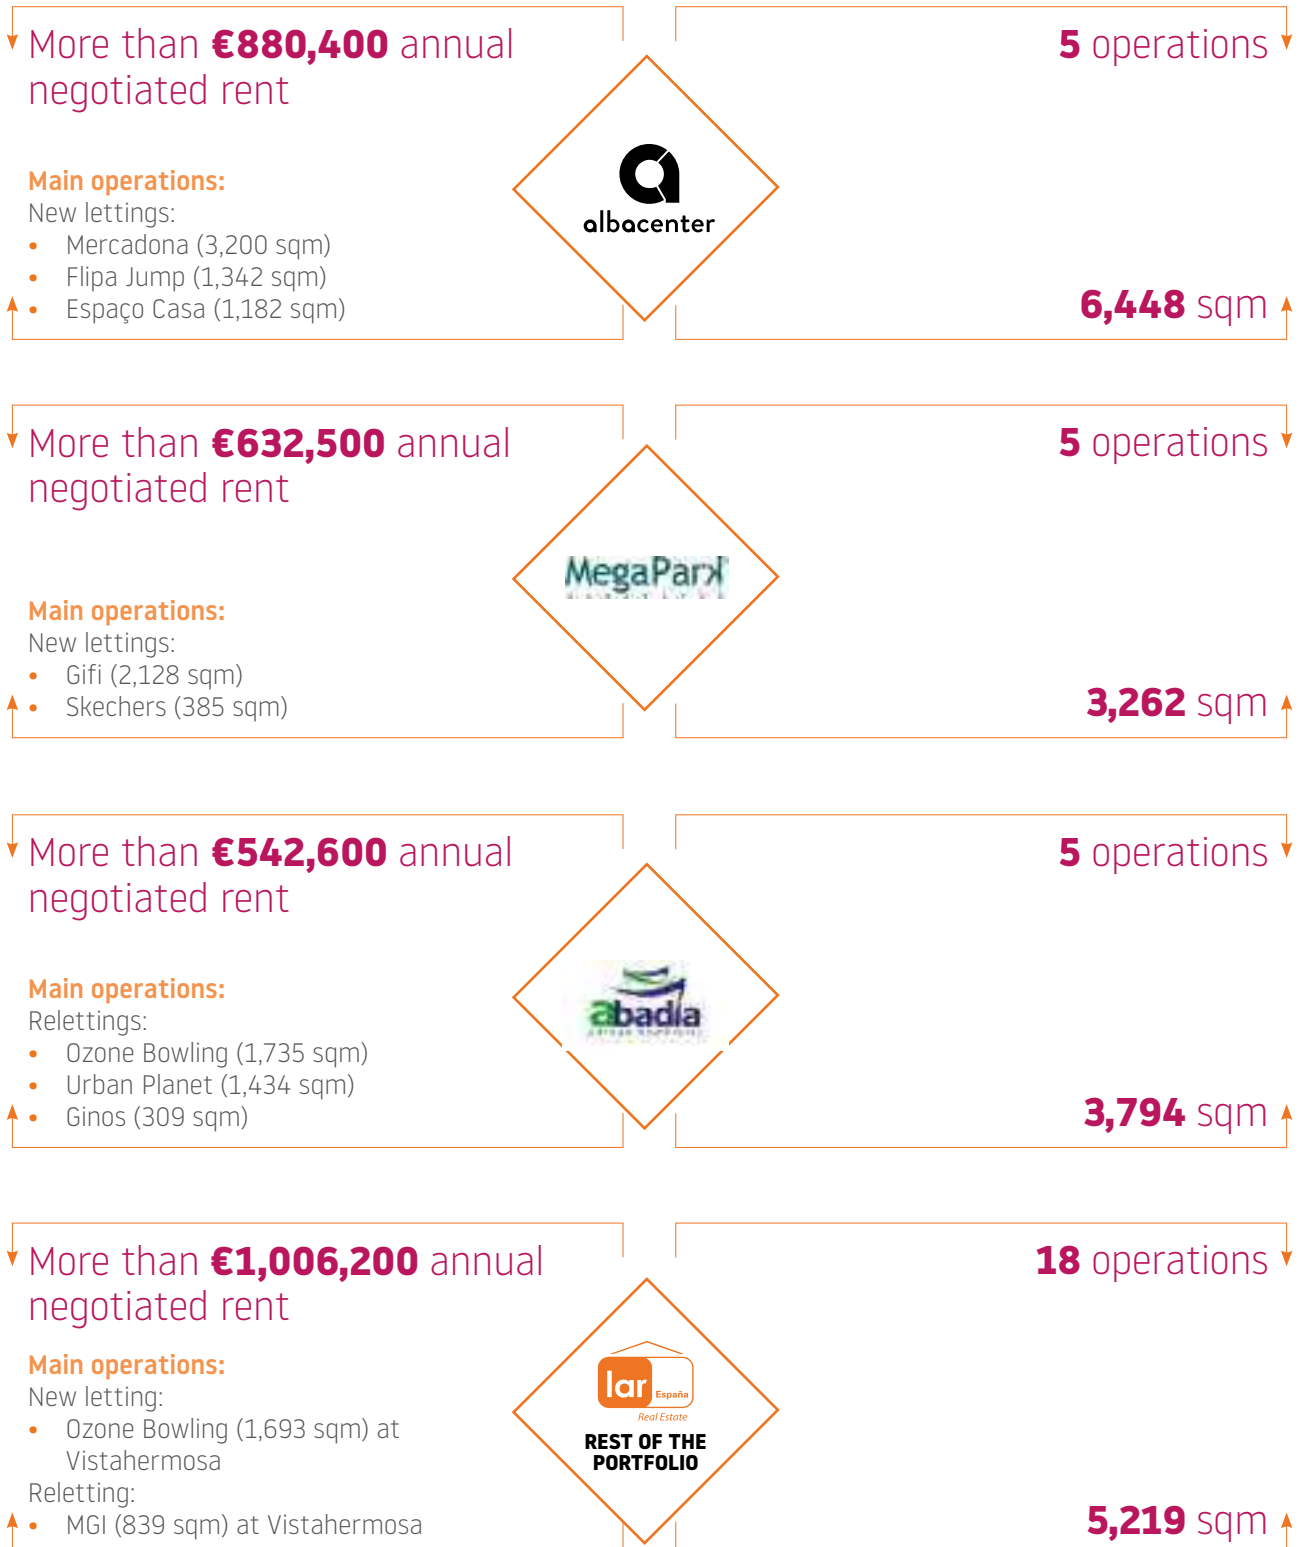 More than €880,400 annual
negotiated rent
5 operations
albacenter
Main operations:
New lettings:
• Mercadona (3,200 sqm)
• Flipa Jump (1,342 sqm)
• Espaço Casa (1,182 sqm)
6,448 sqm
More than €632,500 annual
negotiated rent
5 operations
MegaPark
Main operations:
New lettings:
• Gifi (2,128 sqm)
• Skechers (385 sqm)
3,262 sqm
More than €542,600 annual
negotiated rent
5 operations
abadía
Main operations:
Relettings:
• Ozone Bowling (1,735 sqm)
• Urban Planet (1,434 sqm)
• Ginos (309 sqm)
3,794 sqm
More than €1,006,200 annual
negotiated rent
18 operations
lar España
Real Estate
REST OF THE
PORTFOLIO
Main operations:
New letting:
• Ozone Bowling (1,693 sqm) at
Vistahermosa
Reletting:
• MGI (839 sqm) at Vistahermosa
5,219 sqm